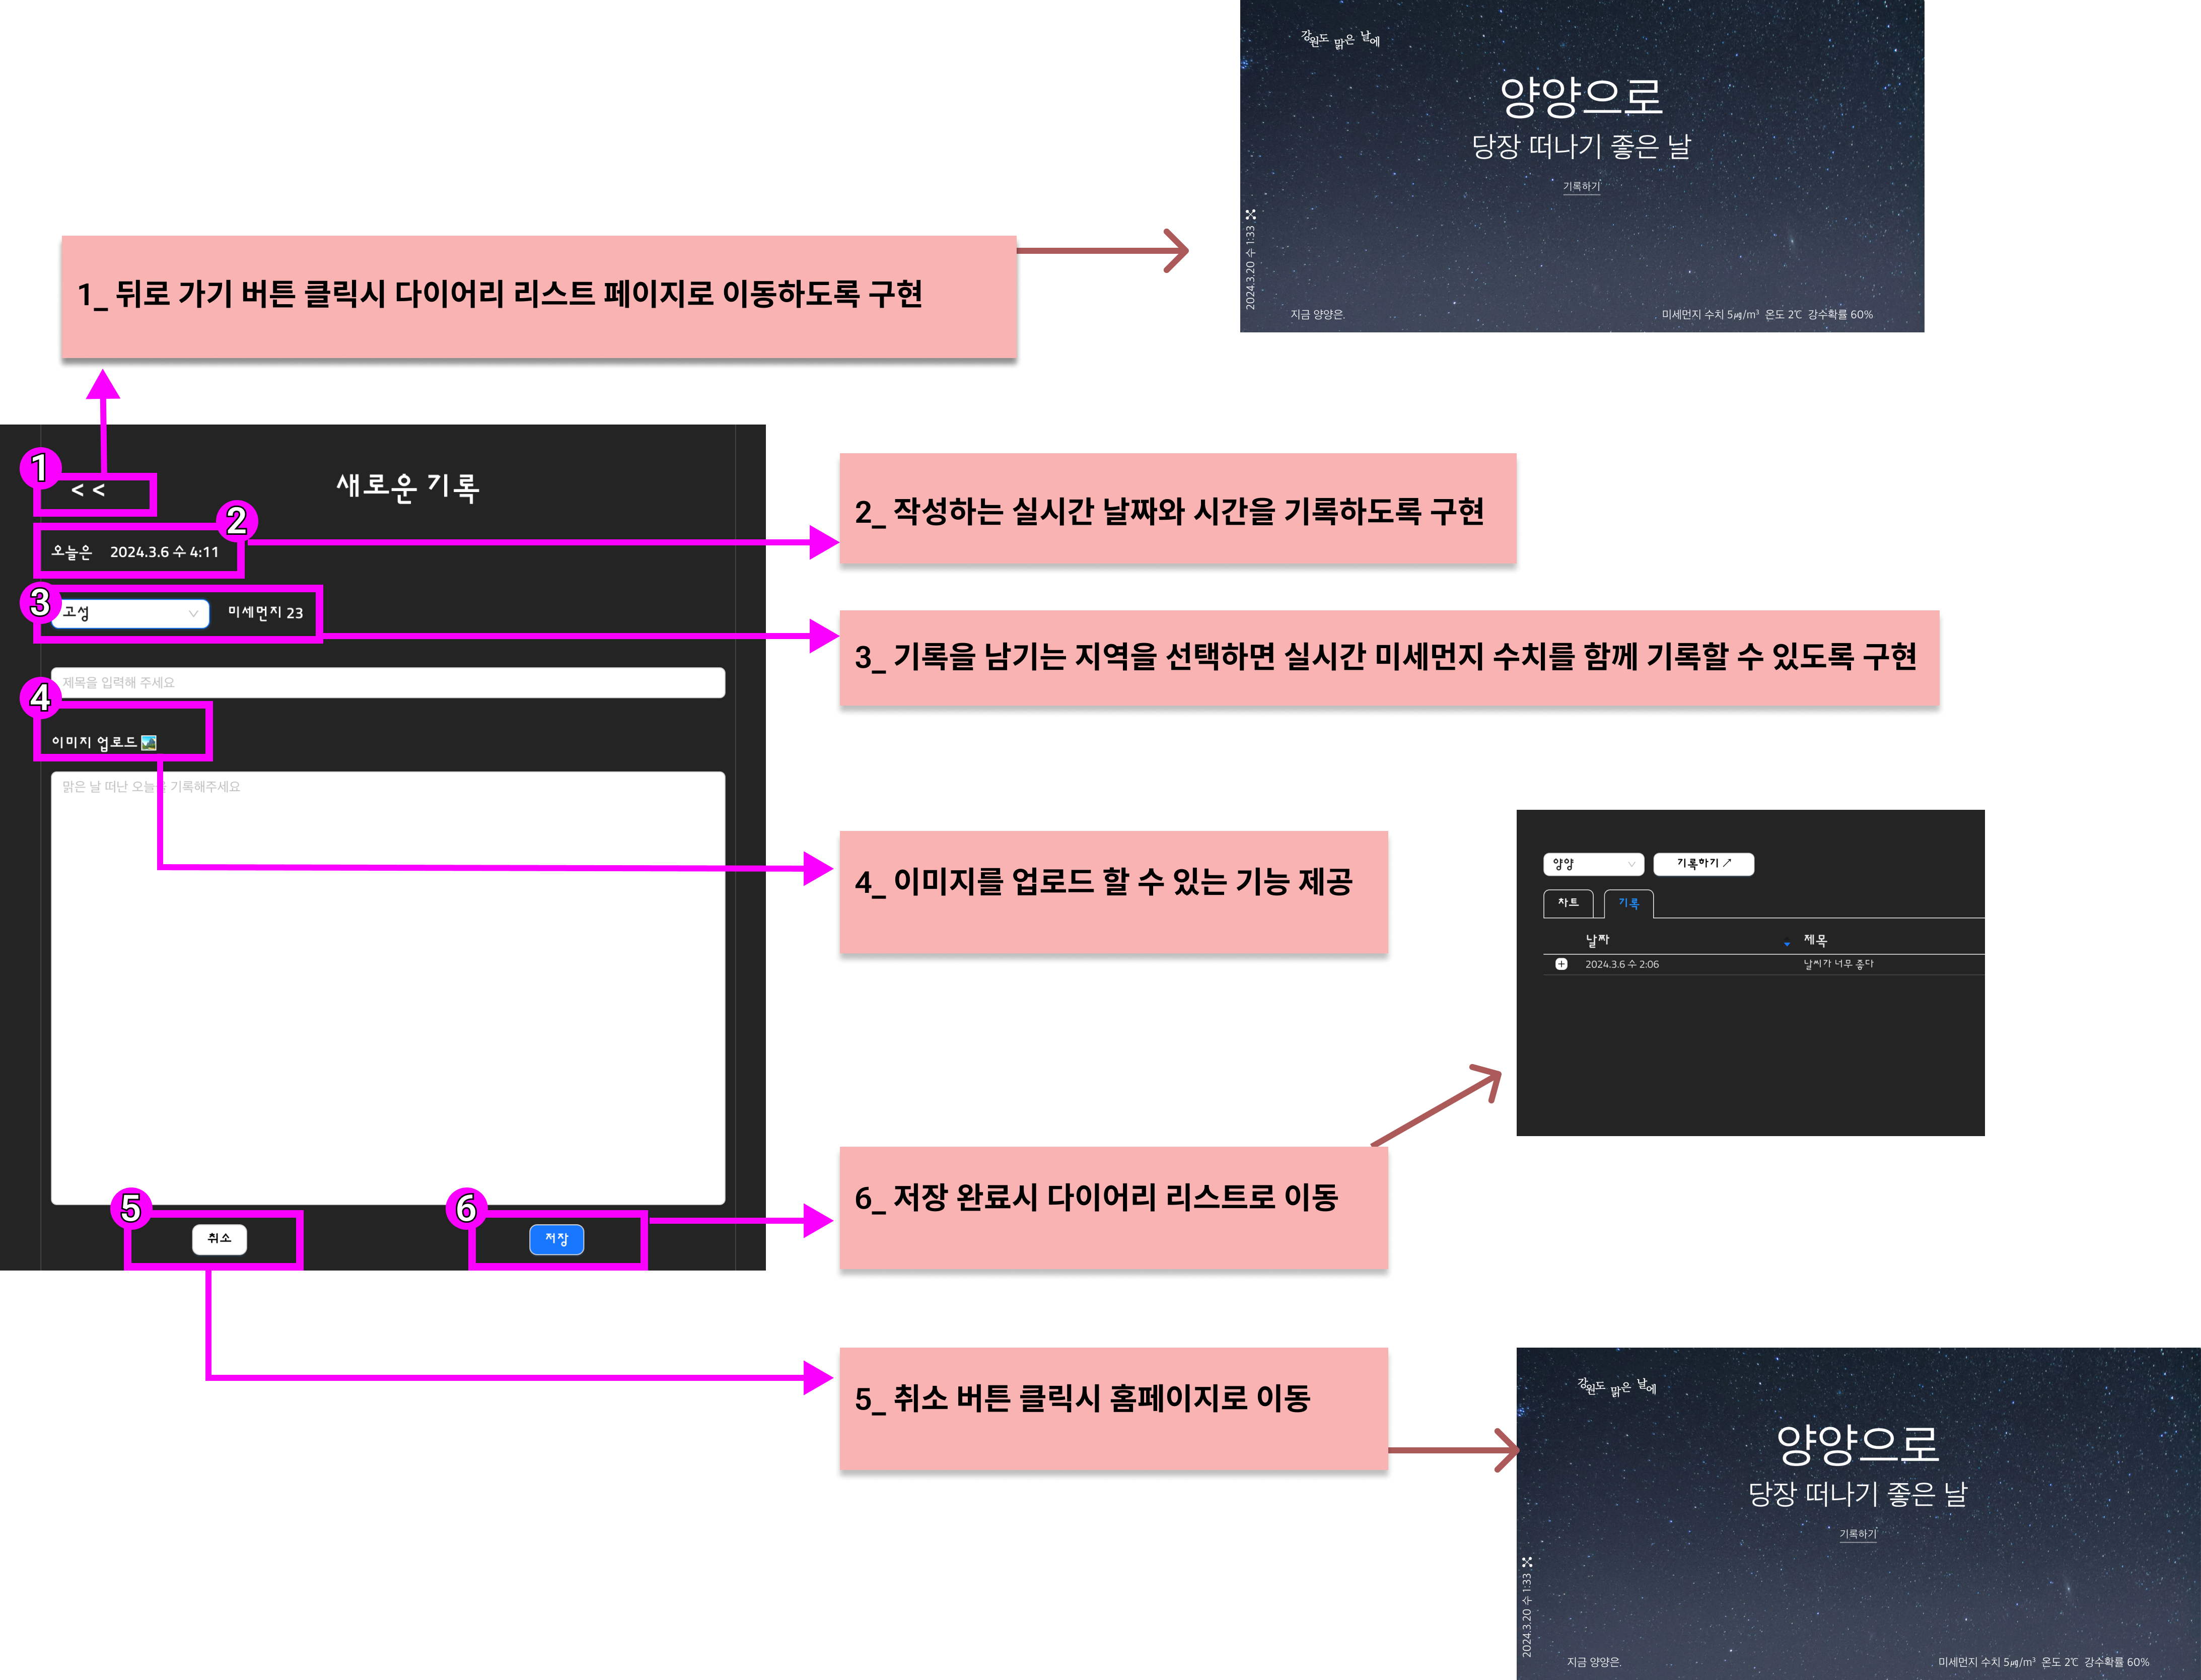 강원도 맑은 날에
양양으로
당장 떠나기 좋은 날
기록하기
2024.3.20 수 1:33
지금 양양은.
미세먼지 수치 5㎍/m³ 온도 2℃ 강수확률 60%
1_ 뒤로 가기 버튼 클릭시 다이어리 리스트 페이지로 이동하도록 구현
1
<<
새로운 기록
2
오늘은 2024.3.6 수 4:11
2_ 작성하는 실시간 날짜와 시간을 기록하도록 구현
3
고성
미세먼지 23
3_ 기록을 남기는 지역을 선택하면 실시간 미세먼지 수치를 함께 기록할 수 있도록 구현
제목을 입력해 주세요
4
이미지 업로드
맑은 날 떠난 오늘을 기록해주세요
4_ 이미지를 업로드 할 수 있는 기능 제공
양양
기록하기 ↗
차트
기록
날짜
제목
2024.3.6 수 2:06
날씨가 너무 좋다
5
취소
6
저장
6_ 저장 완료시 다이어리 리스트로 이동
5_ 취소 버튼 클릭시 홈페이지로 이동
강원도 맑은 날에
양양으로
당장 떠나기 좋은 날
기록하기
2024.3.20 수 1:33
지금 양양은.
미세먼지 수치 5㎍/m³ 온도 2℃ 강수확률 60%